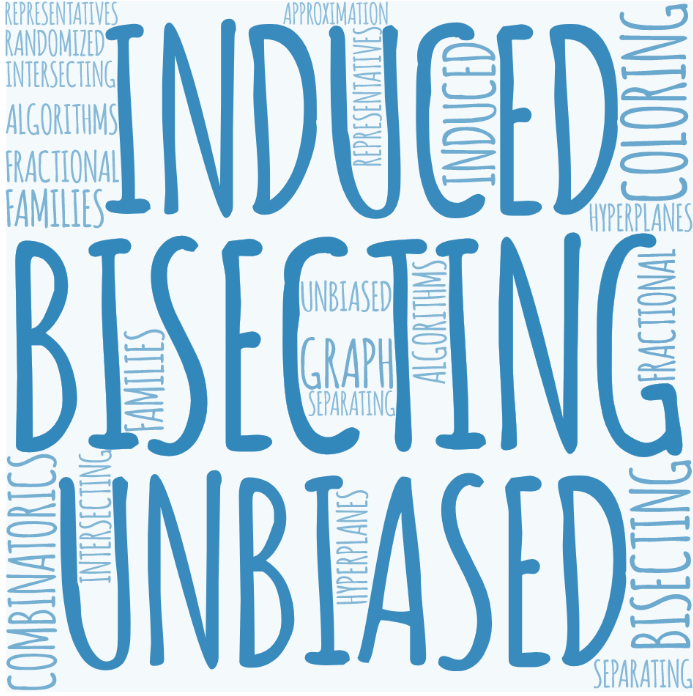 REPRESENTATIVES
RANDOMIZED
INTERSECTING
ALGORITHMS
FRACTIONAL
FAMILIES
APPROXIMATION
INDUCED
REPRESENTATIVES
INDUCED
COLORING
HYPERPLANES
BISECTING
FAMILIES
UNBIASED
GRAPH
SEPARATING
ALGORITHMS
FRACTIONAL
COMBINATORICS
INTERSECTING
UNBIASED
HYPERPLANES
BISECTING
SEPARATING